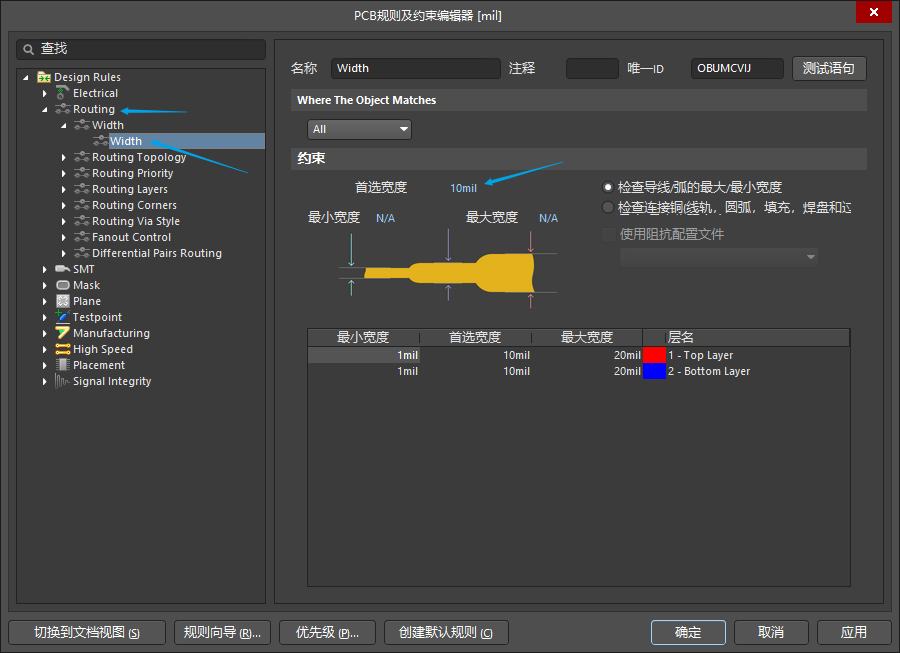 PCB规则及约束编辑器 [mil]
查找
Design Rules
Electrical
Routing
Width
Width
Routing Topology
Routing Priority
Routing Layers
Routing Corners
Routing Via Style
Fanout Control
Differential Pairs Routing
SMT
Mask
Plane
Testpoint
Manufacturing
High Speed
Placement
Signal Integrity
名称 Width 注释 唯一ID OBUMCVIJ 测试语句
Where The Object Matches
All
约束
首选宽度 10mil
最小宽度 N/A 最大宽度 N/A
检查导线/弧的最大/最小宽度
检查连接铜(线轨, 圆弧, 填充, 焊盘和过
使用阻抗配置文件
最小宽度 首选宽度 最大宽度 层名
1mil 10mil 20mil 1 - Top Layer
1mil 10mil 20mil 2 - Bottom Layer
切换到文档视图 (S) 规则向导 (R)... 优先级 (P)... 创建默认规则 (C) 确定 取消 应用